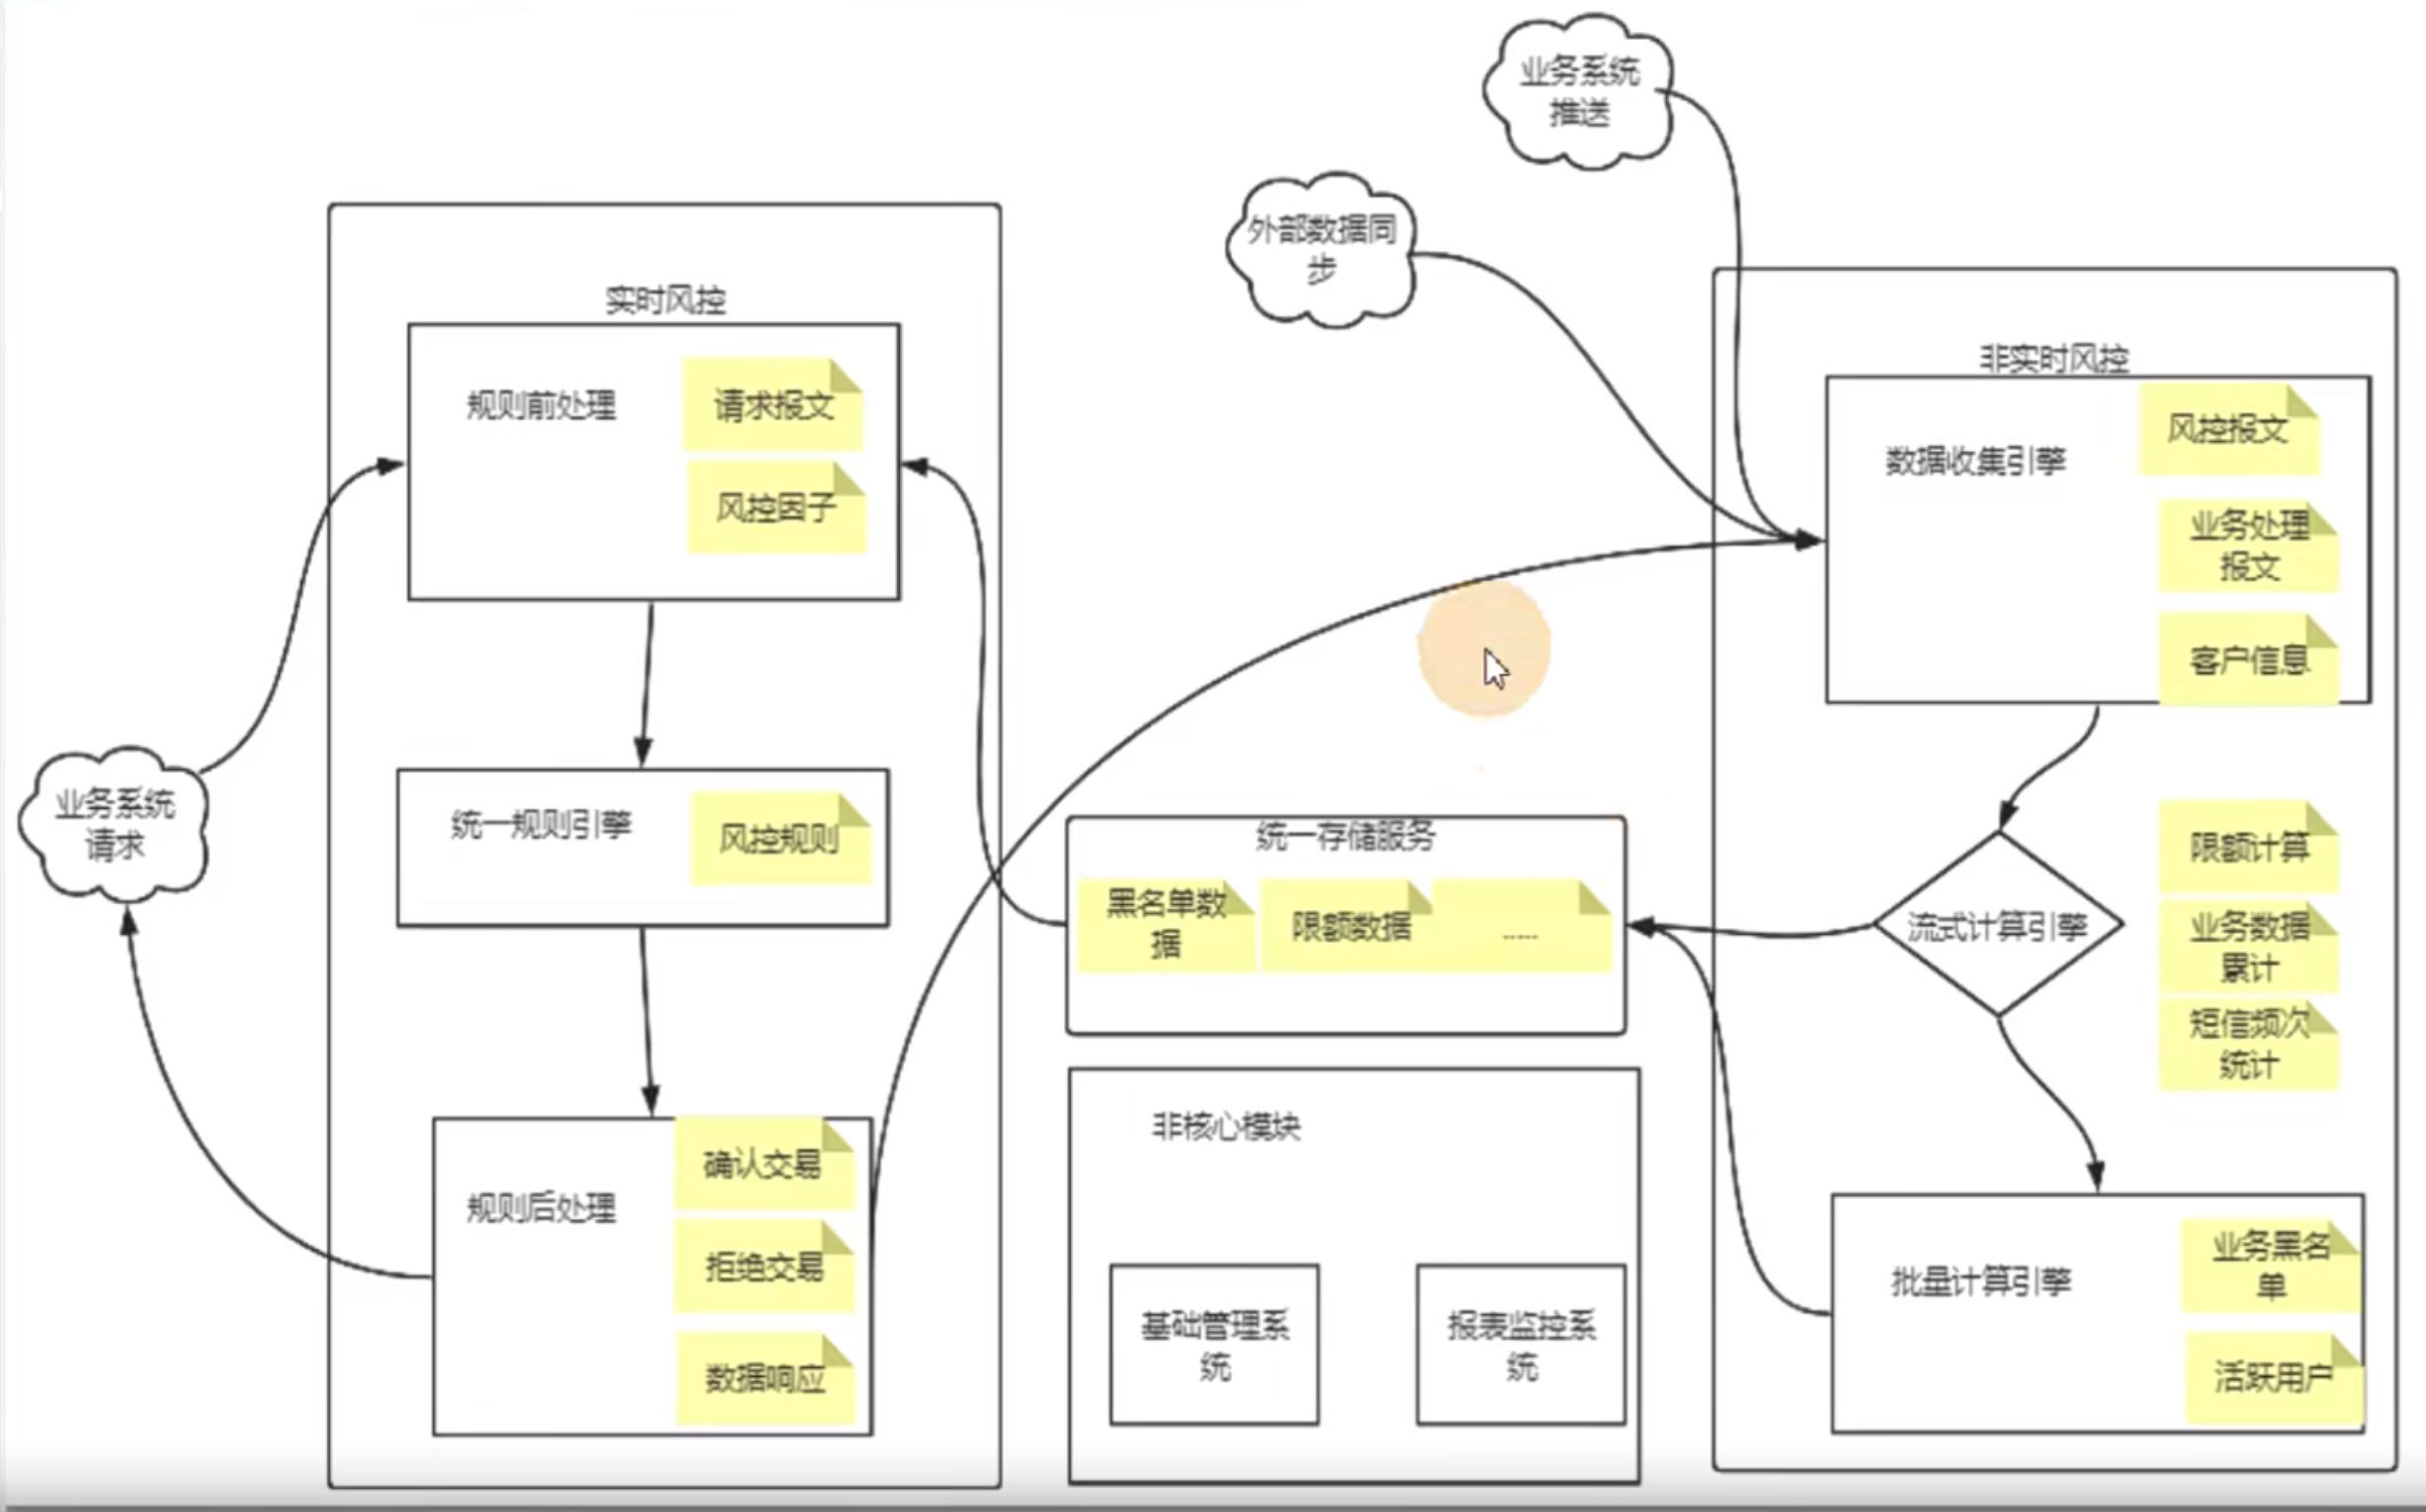 业务系统
推送
外部数据同
步
实时风控
规则前处理
请求报文
风控因子
业务系统
请求
统一规则引擎
风控规则
规则后处理
确认交易
拒绝交易
数据响应
统一存储服务
黑名单数
据
限额数据
.....
非核心模块
基础管理系
统
报表监控系
统
非实时风控
数据收集引擎
风控报文
业务处理
报文
客户信息
流式计算引擎
限额计算
业务数据
累计
短信频次
统计
批量计算引擎
业务黑名
单
活跃用户